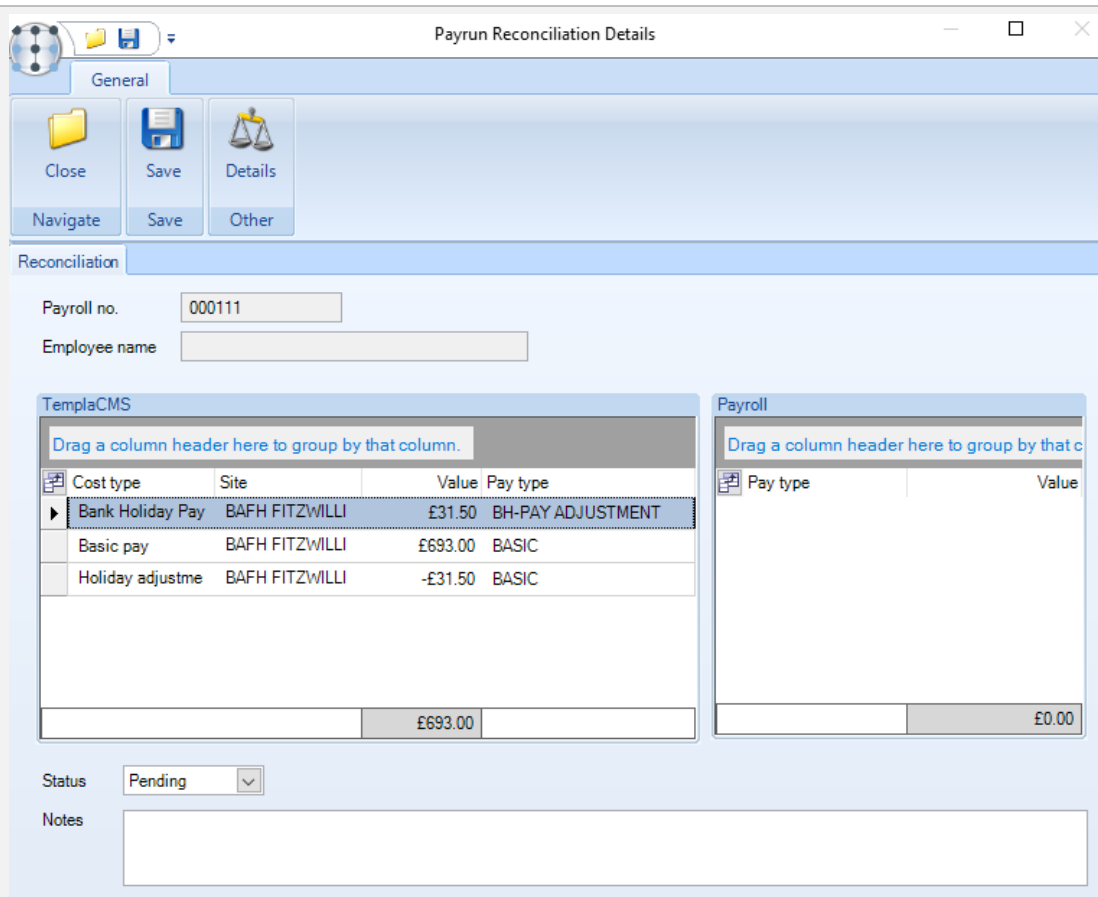 Payrun Reconciliation Details
General
Close
Save
Details
Navigate
Save
Other
Reconciliation
Payroll no. 000111
Employee name
TemplaCMS
Drag a column header here to group by that column.
Cost type Site Value Pay type
Bank Holiday Pay BAFH FITZWILLI £31.50 BH-PAY ADJUSTMENT
Basic pay BAFH FITZWILLI £693.00 BASIC
Holiday adjustme BAFH FITZWILLI -£31.50 BASIC
£693.00
Payroll
Drag a column header here to group by that c
Pay type Value
£0.00
Status Pending
Notes